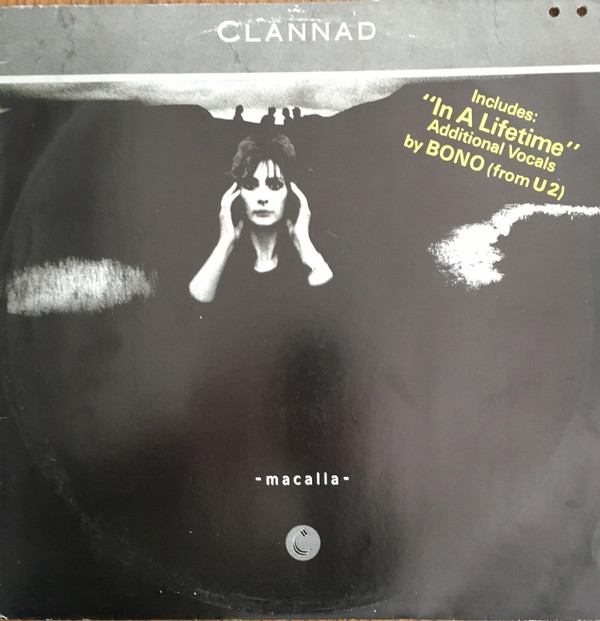 CLANNAD
Includes:
"In A Lifetime"
Additional Vocals
by BONO (from U2)
-macalla-